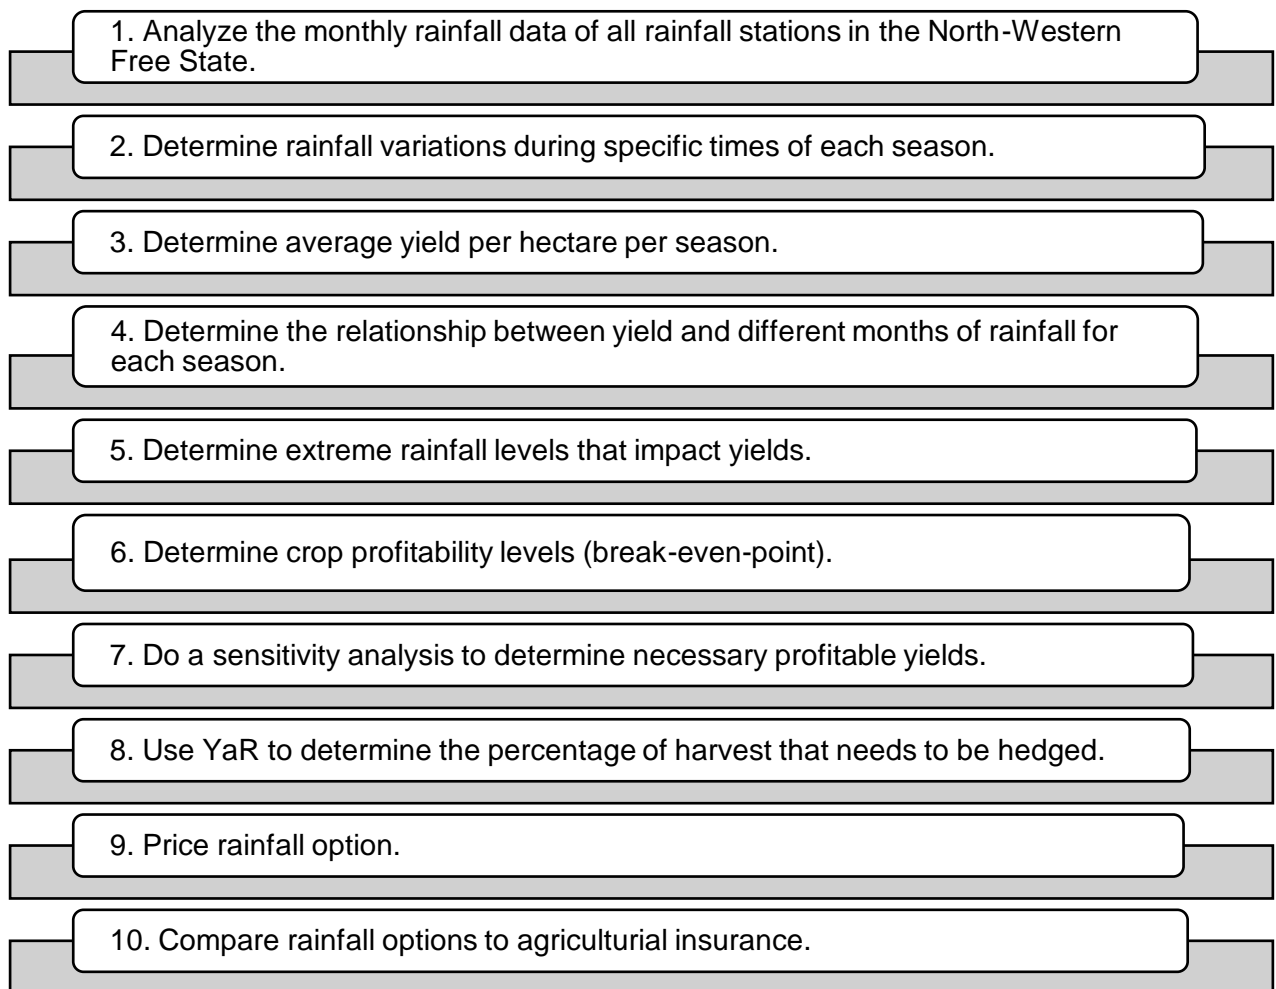 1. Analyze the monthly rainfall data of all rainfall stations in the North-Western
Free State.
2. Determine rainfall variations during specific times of each season.
3. Determine average yield per hectare per season.
4. Determine the relationship between yield and different months of rainfall for
each season.
5. Determine extreme rainfall levels that impact yields.
6. Determine crop profitability levels (break-even-point).
7. Do a sensitivity analysis to determine necessary profitable yields.
8. Use YaR to determine the percentage of harvest that needs to be hedged.
9. Price rainfall option.
10. Compare rainfall options to agriculturial insurance.